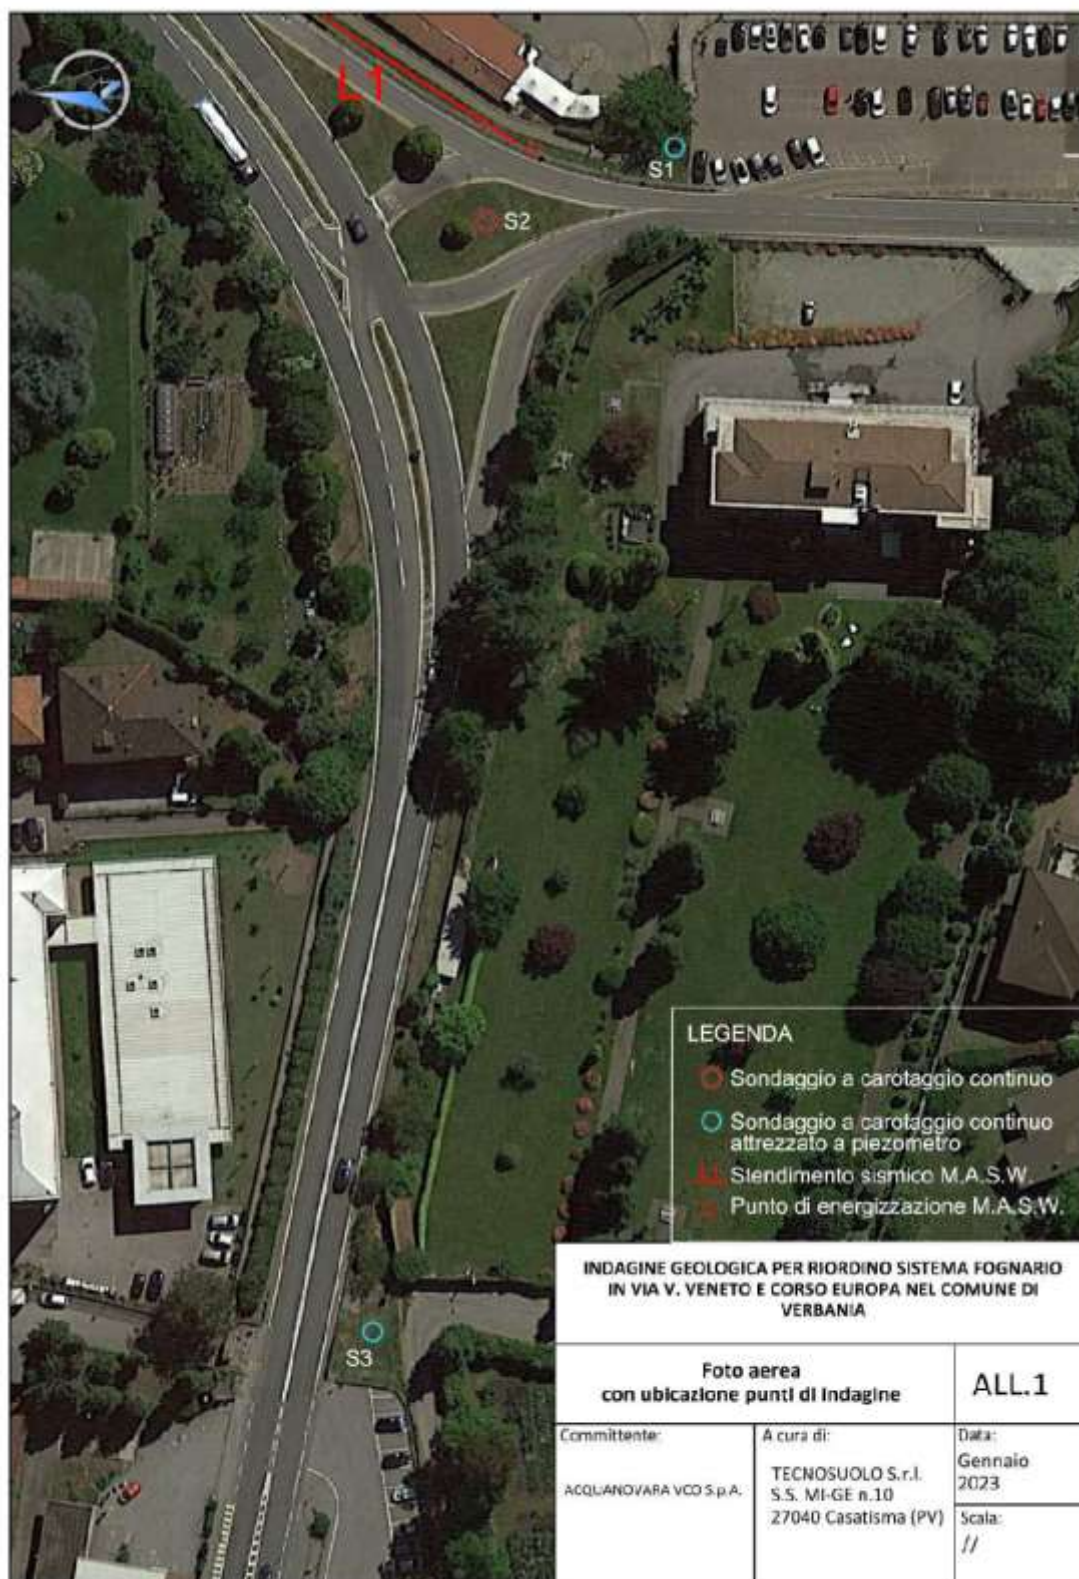 L1
S1
S2
LEGENDA
Sondaggio a carotaggio continuo
Sondaggio a carotaggio continuo
attrezzato a piezometro
L1 Stendimento sismico M.A.S.W.
Punto di energizzazione M.A.S.W.
S3
INDAGINE GEOLOGICA PER RIORDINO SISTEMA FOGNARIO
IN VIA V. VENETO E CORSO EUROPA NEL COMUNE DI
VERBANIA
Foto aerea
con ubicazione punti di indagine
ALL.1
Committente:
ACQUANOVARA VCO S.p.A.
A cura di:
TECNOSUOLO S.r.l.
S.S. MI-GE n.10
27040 Casatisma (PV)
Data:
Gennaio
2023
Scala:
//